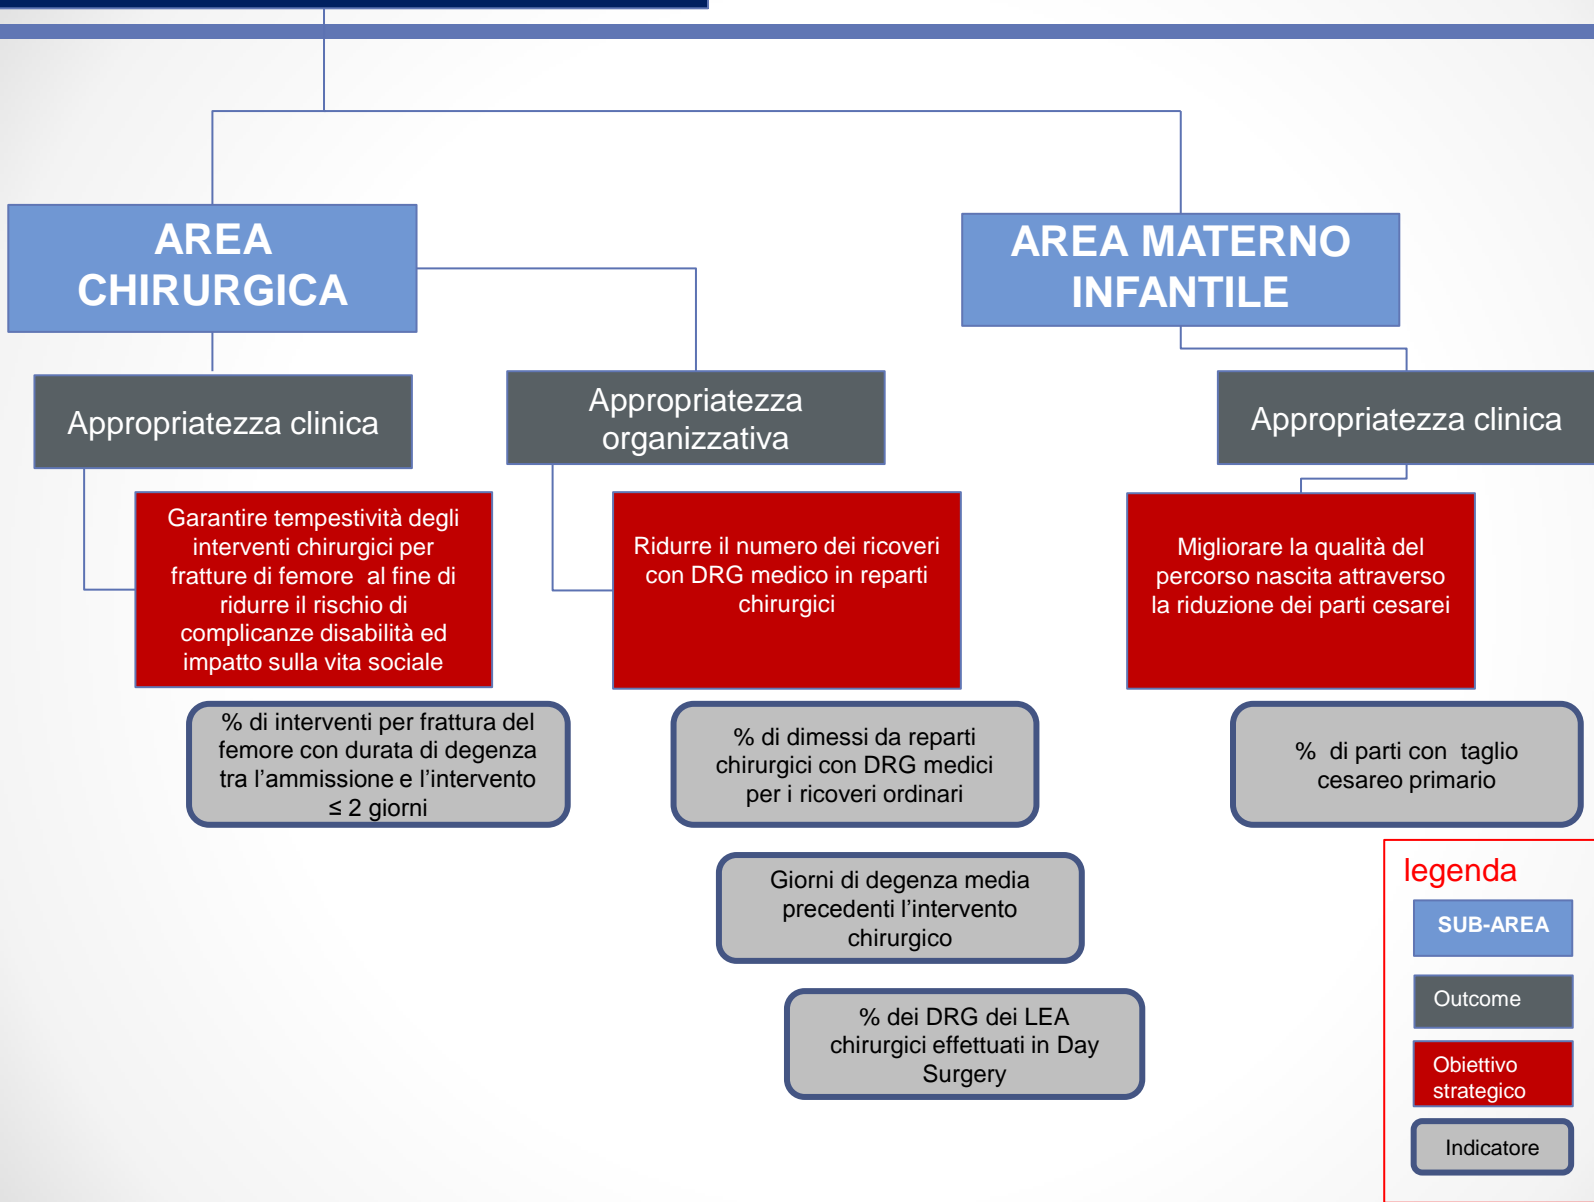 AREA
CHIRURGICA
AREA MATERNO
INFANTILE
Appropriatezza clinica
Appropriatezza
organizzativa
Appropriatezza clinica
Garantire tempestività degli
interventi chirurgici per
fratture di femore al fine di
ridurre il rischio di
complicanze disabilità ed
impatto sulla vita sociale
Ridurre il numero dei ricoveri
con DRG medico in reparti
chirurgici
Migliorare la qualità del
percorso nascita attraverso
la riduzione dei parti cesarei
% di interventi per frattura del
femore con durata di degenza
tra l’ammissione e l’intervento
≤ 2 giorni
% di dimessi da reparti
chirurgici con DRG medici
per i ricoveri ordinari
% di parti con taglio
cesareo primario
Giorni di degenza media
precedenti l’intervento
chirurgico
% dei DRG dei LEA
chirurgici effettuati in Day
Surgery
legenda
SUB-AREA
Outcome
Obiettivo
strategico
Indicatore